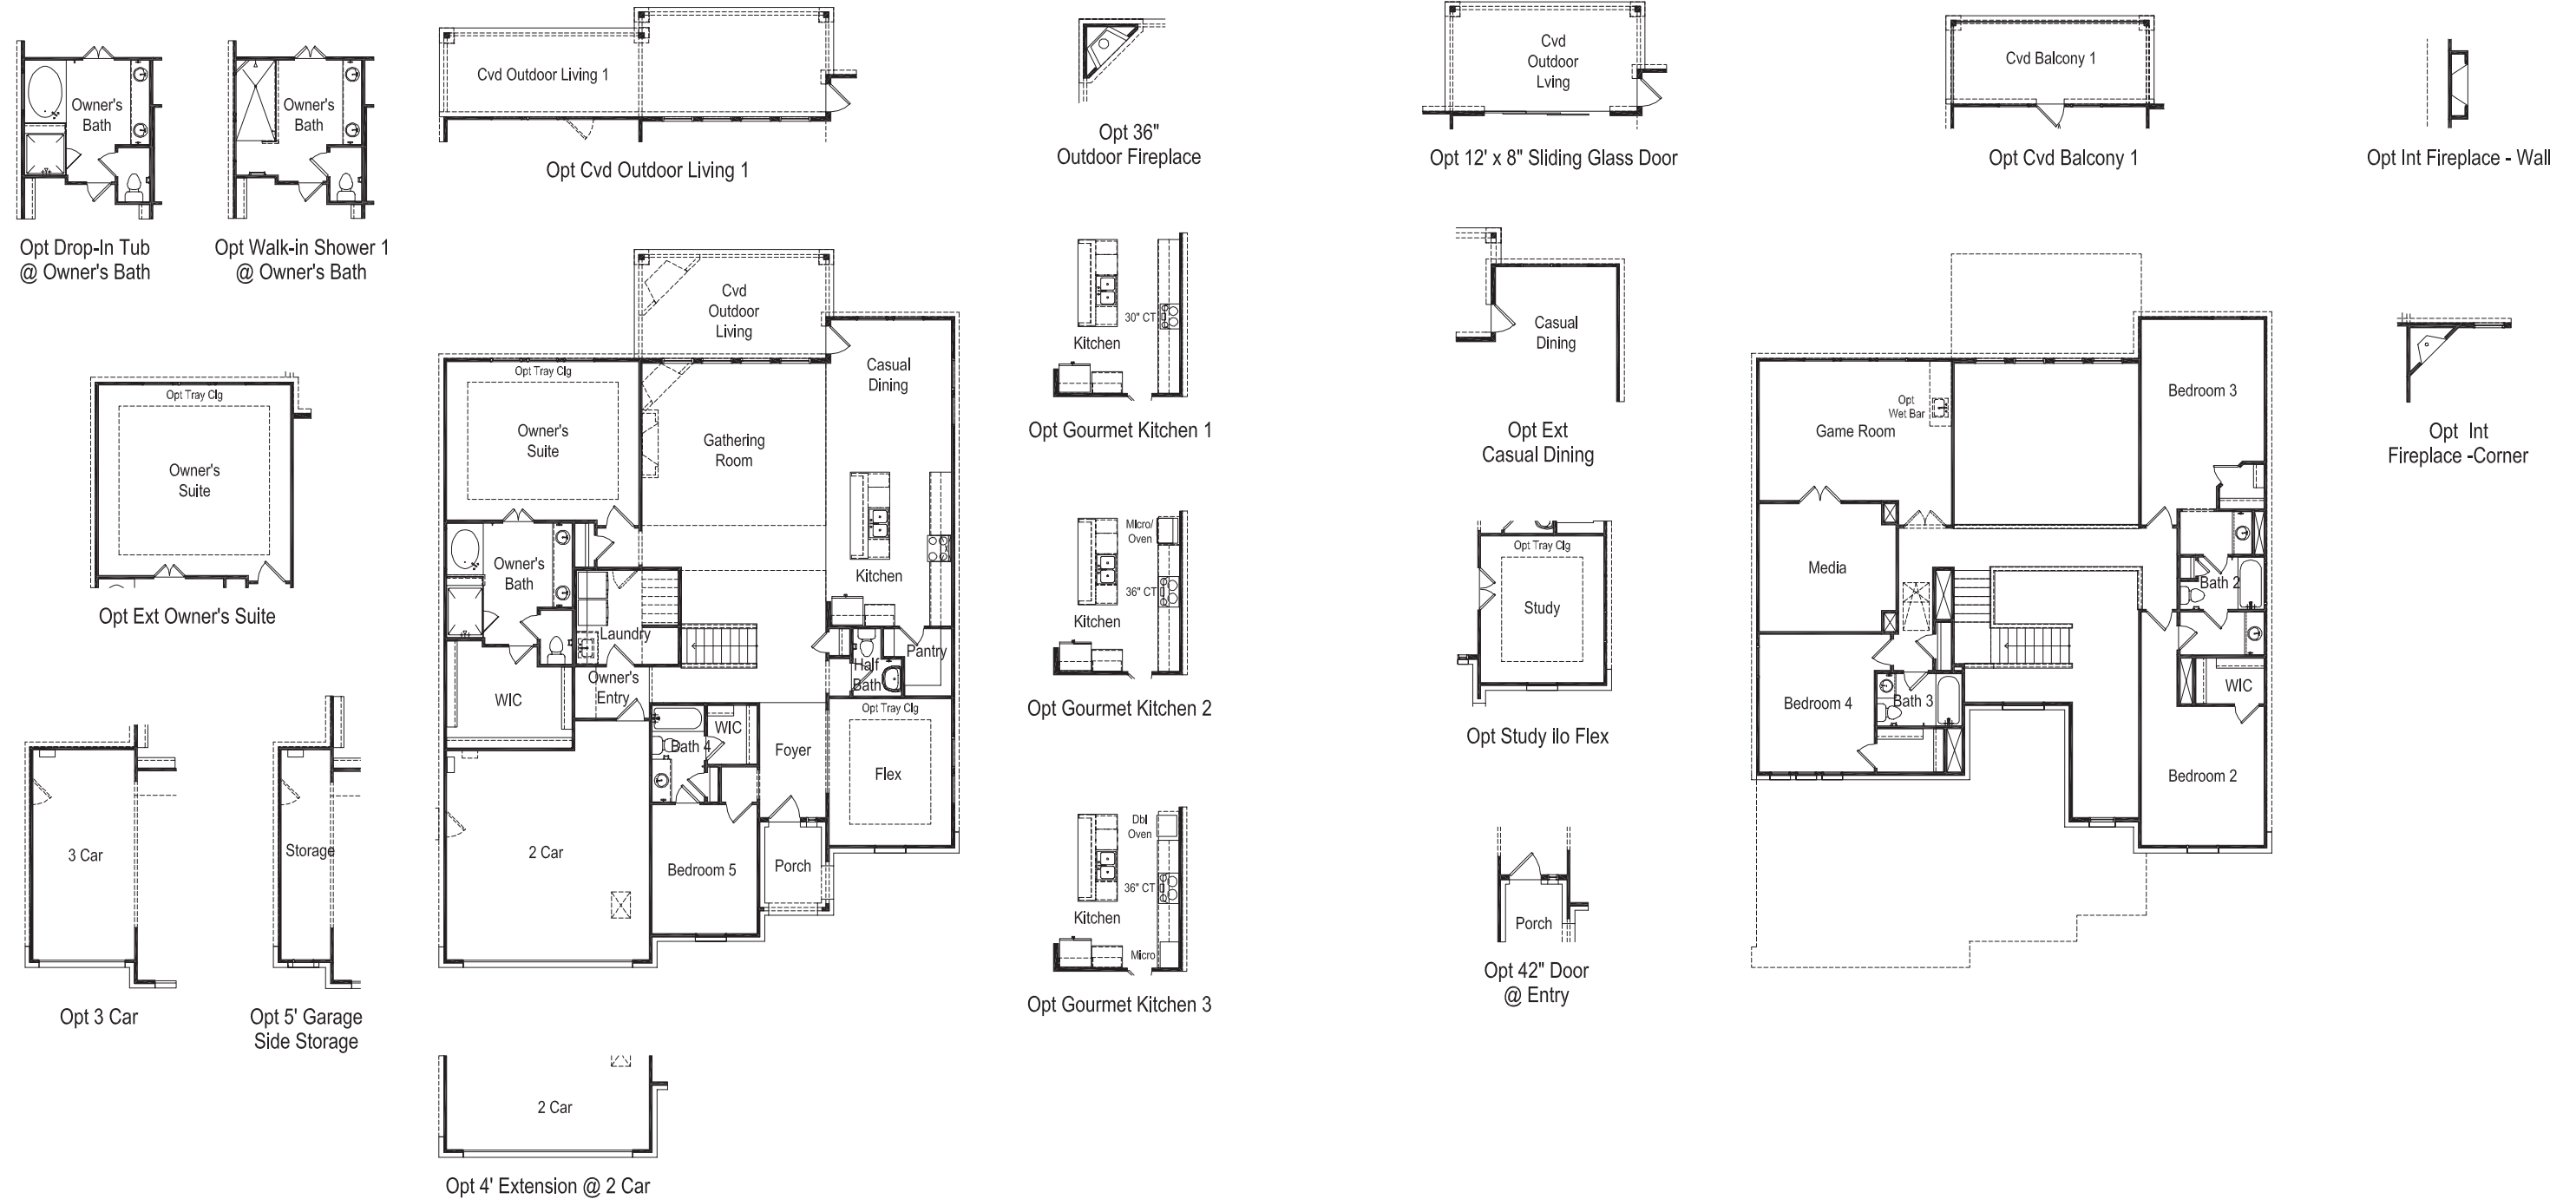 Owner's
Bath
Opt Drop-In Tub
@ Owner's Bath
Owner's
Bath
Opt Walk-in Shower 1
@ Owner's Bath
Cvd Outdoor Living 1
Opt Cvd Outdoor Living 1
Opt 36"
Outdoor Fireplace
Cvd
Outdoor
Lving
Opt 12' x 8" Sliding Glass Door
Cvd Balcony 1
Opt Cvd Balcony 1
Opt Int Fireplace - Wall
Opt Tray Clg
Owner's
Suite
Opt Ext Owner's Suite
3 Car
Opt 3 Car
Storage
Opt 5' Garage
Side Storage
Cvd
Outdoor
Living
Casual
Dining
Opt Tray Clg
Owner's
Suite
Gathering
Room
Owner's
Bath
Kitchen
Laundry
Half
Bath
Pantry
WIC
Owner's
Entry
Opt Tray Clg
WIC
Bath 4
Foyer
Flex
2 Car
Bedroom 5
Porch
2 Car
Opt 4' Extension @ 2 Car
30" CT
Kitchen
Opt Gourmet Kitchen 1
Micro/
Oven
36" CT
Kitchen
Opt Gourmet Kitchen 2
Dbl
Oven
36" CT
Kitchen
Micro
Opt Gourmet Kitchen 3
Casual
Dining
Opt Ext
Casual Dining
Opt Tray Clg
Study
Opt Study ilo Flex
Porch
Opt 42" Door
@ Entry
Bedroom 3
Opt
Wet Bar
Game Room
Media
Bath 2
Bedroom 4
Bath 3
WIC
Bedroom 2
Opt Int
Fireplace -Corner